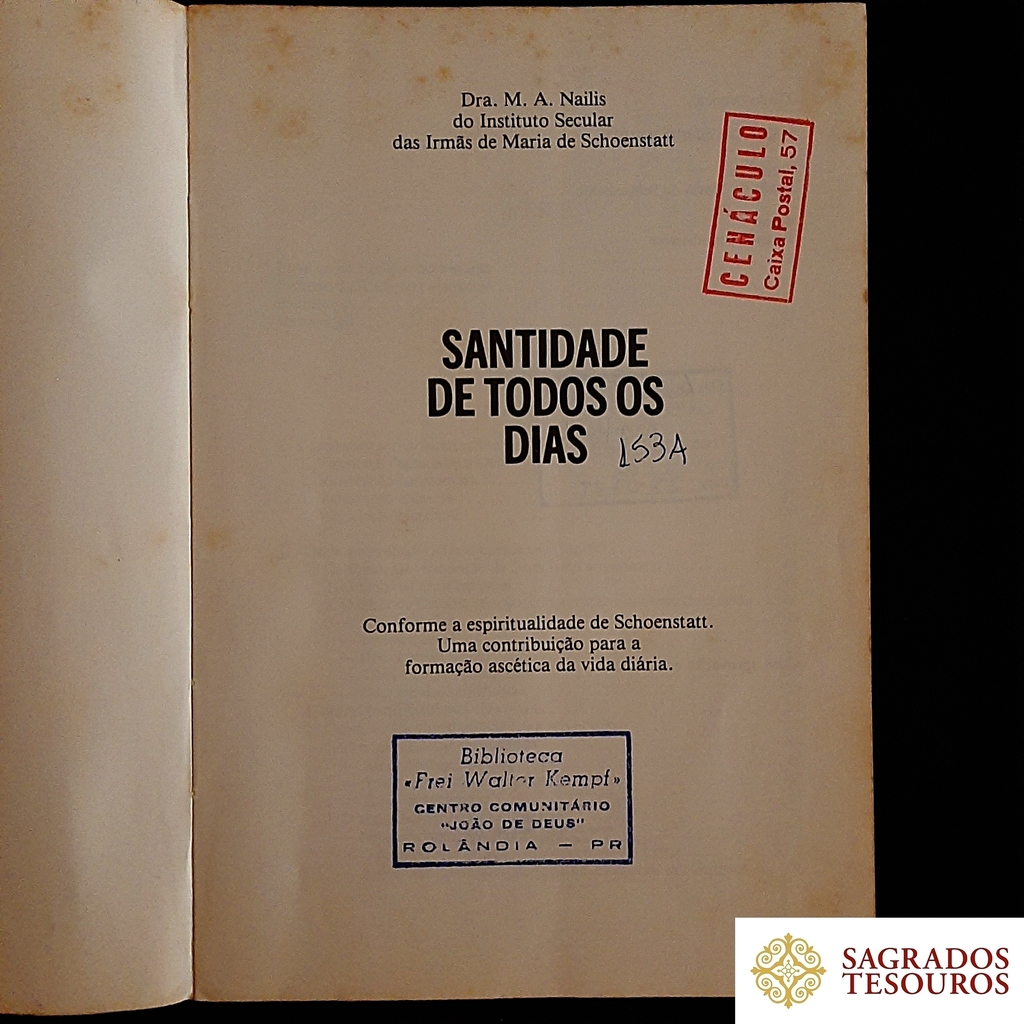 Dra. M. A. Nailis
do Instituto Secular
das Irmãs de Maria de Schoenstatt
CENÁCULO
Caixa Postal, 57
SANTIDADE
DE TODOS OS
DIAS
153A
Conforme a espiritualidade de Schoenstatt.
Uma contribuição para a
formação ascética da vida diária.
Biblioteca
«Frei Walter Kempf»
CENTRO COMUNITÁRIO
"JOÃO DE DEUS"
ROLÂNDIA — PR
SAGRADOS
TESOUROS